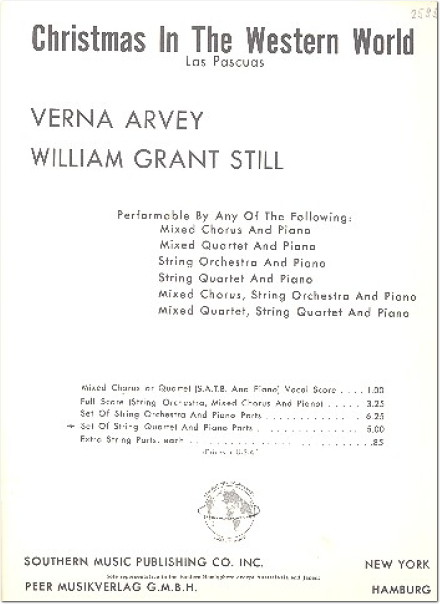 Christmas In The Western World
Las Pascuas
VERNA ARVEY
WILLIAM GRANT STILL
Performable By Any Of The Following:
Mixed Chorus And Piano
Mixed Quartet And Piano
String Orchestra And Piano
String Quartet And Piano
Mixed Chorus, String Orchestra And Piano
Mixed Quartet, String Quartet And Piano
Mixed Chorus or Quartet (S.A.T.B. And Piano) Vocal Score .... 1.00
Full Score (String Orchestra, Mixed Chorus And Piano) ...... 3.25
Set Of String Orchestra And Piano Parts ............ 6.25
Set Of String Quartet And Piano Parts ............ 5.00
Extra String Parts, each .................. .85
SOUTHERN MUSIC PUBLISHING CO. INC. NEW YORK
PEER MUSIKVERLAG G.M.B.H. HAMBURG